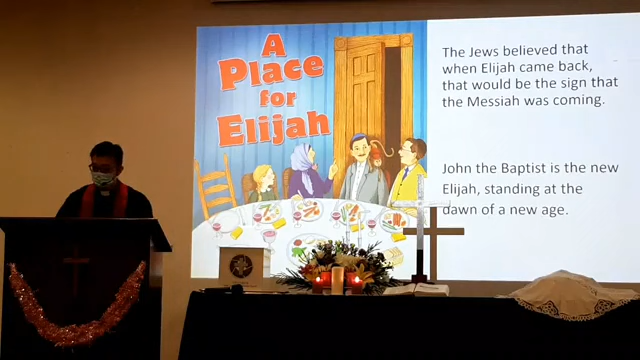 A
Place
for
Elijah
The Jews believed that
when Elijah came back,
that would be the sign that
the Messiah was coming.
John the Baptist is the new
Elijah, standing at the
dawn of a new age.